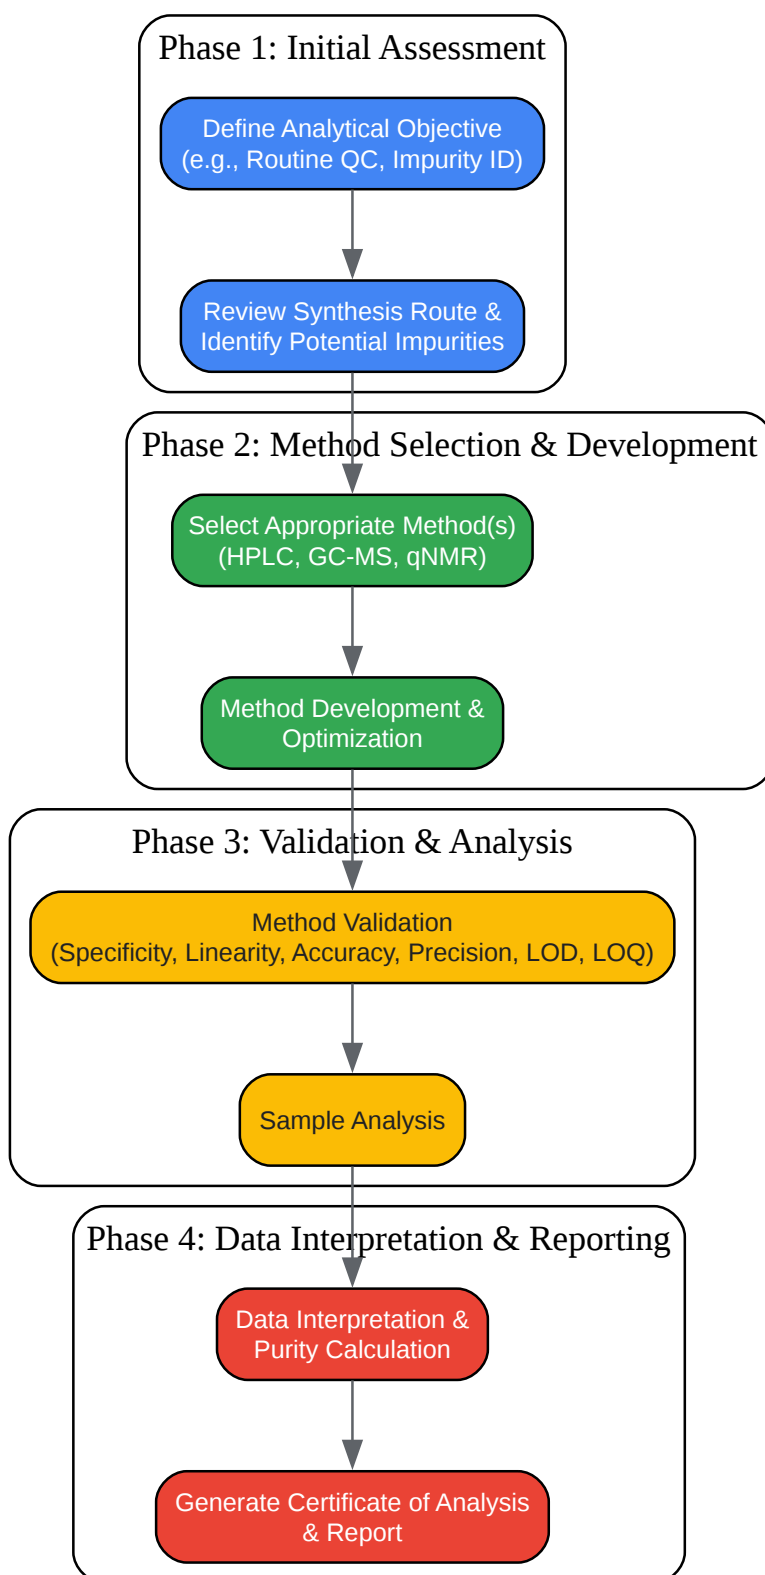 Phase 1: Initial Assessment
Define Analytical Objective
(e.g., Routine QC, Impurity ID)
Review Synthesis Route &
Identify Potential Impurities
Phase 2: Method Selection & Development
Select Appropriate Method(s)
(HPLC, GC-MS, qNMR)
Method Development &
Optimization
Phase 3: Validation & Analysis
Method Validation
(Specificity, Linearity, Accuracy, Precision, LOD, LOQ)
Sample Analysis
Phase 4: Data Interpretation & Reporting
Data Interpretation &
Purity Calculation
Generate Certificate of Analysis
& Report